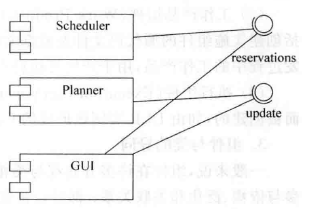 Scheduler
reservations
Planner
update
GUI